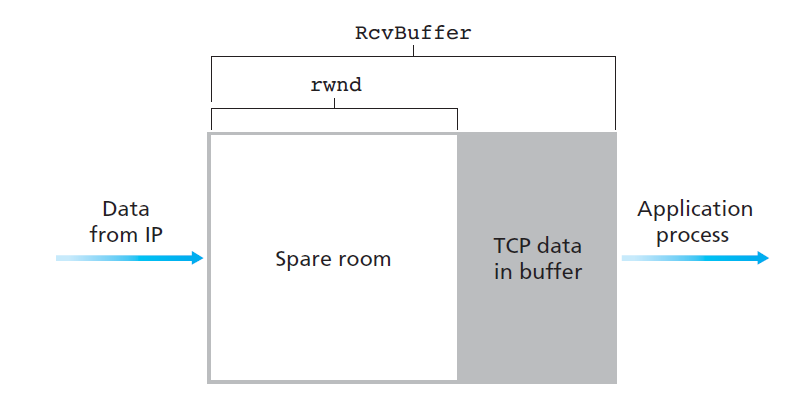 RcvBuffer
rwnd
Data
from IP
Spare room
TCP data
in buffer
Application
process